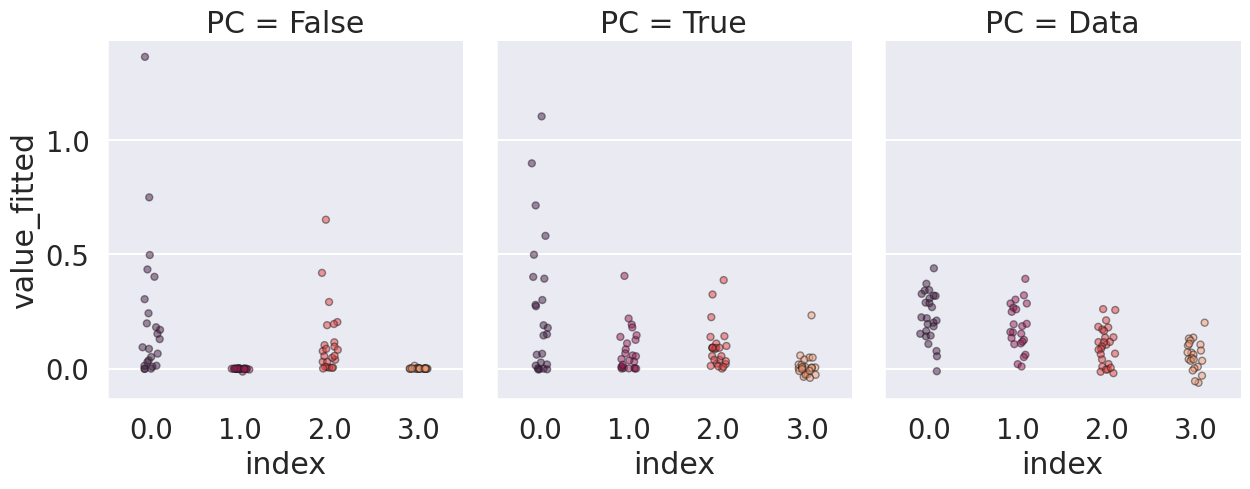 PC = False PC = True PC = Data
value_fitted
1.0
0.5
0.0
0.0 1.0 2.0 3.0 0.0 1.0 2.0 3.0 0.0 1.0 2.0 3.0
index index index